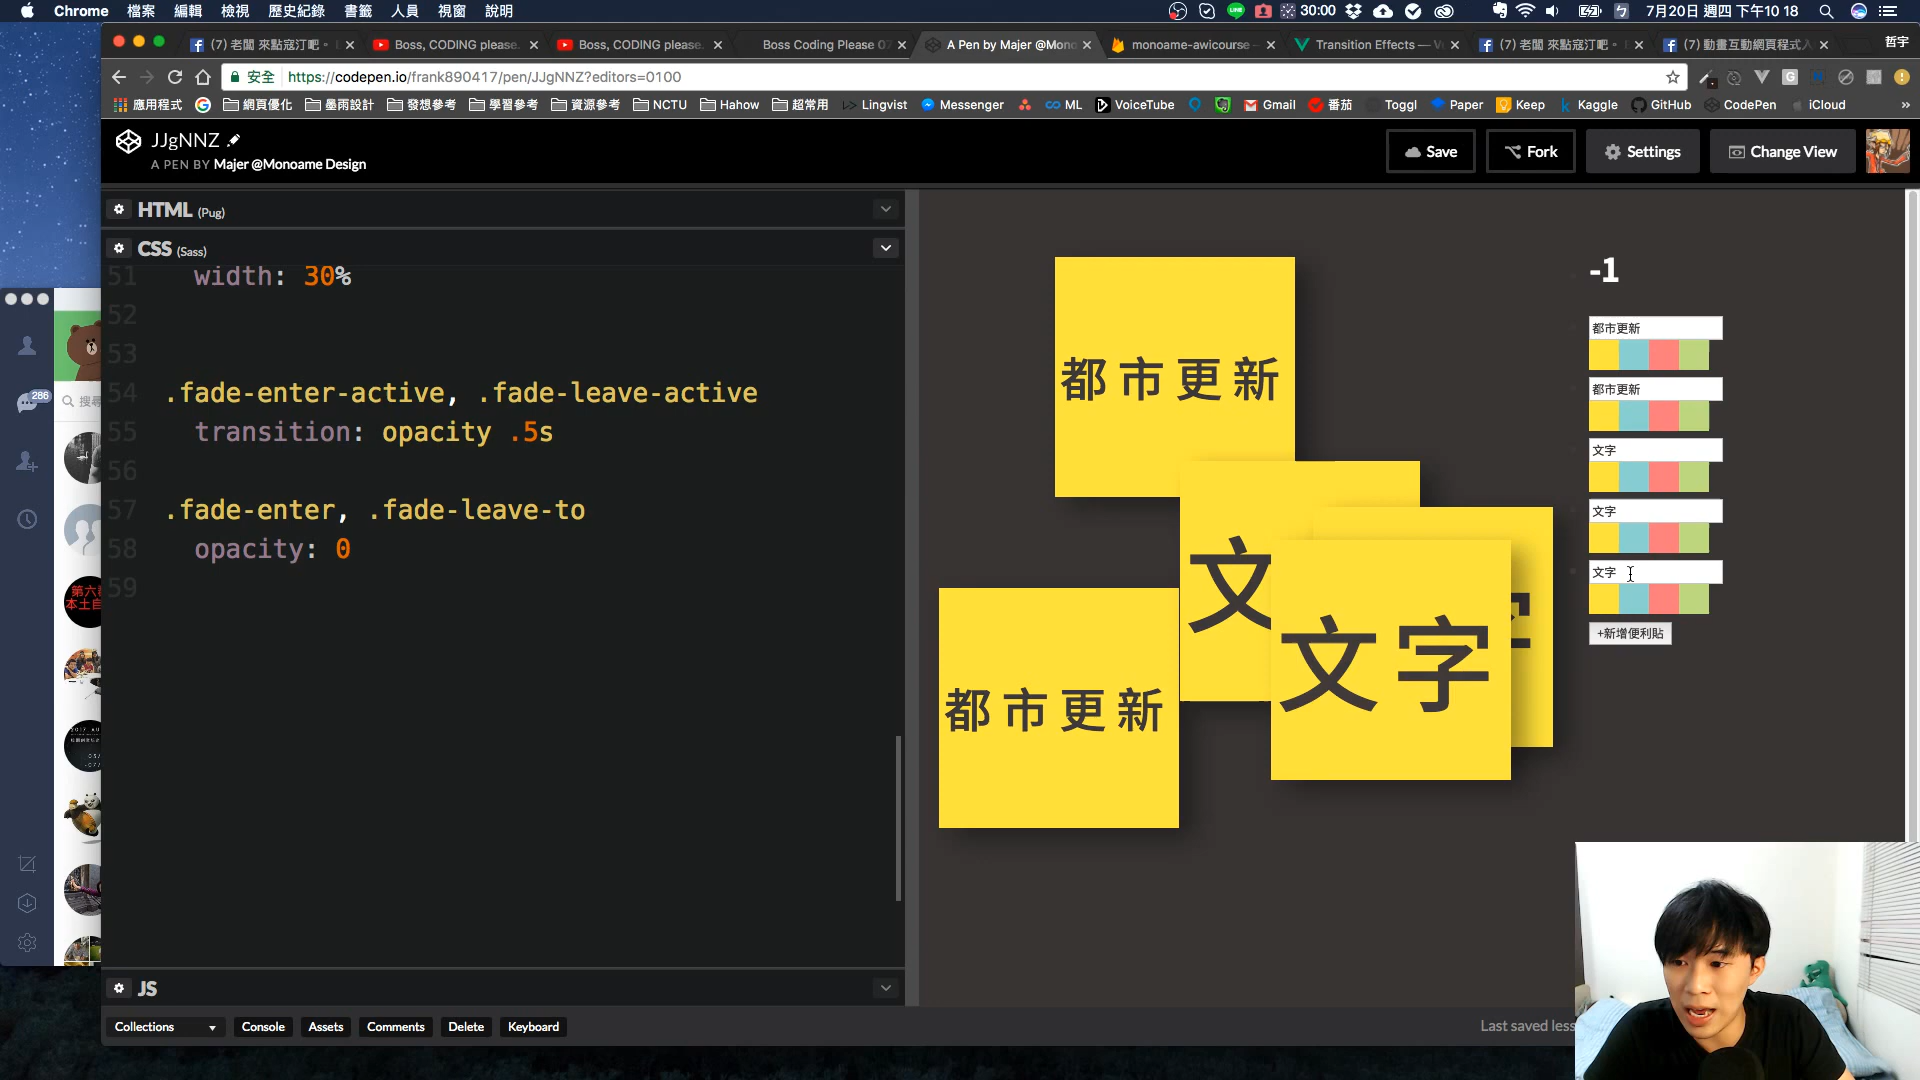 Chrome 檔案 編輯 檢視 歷史紀錄 書籤 人員 視窗 說明 30:00 7月20日 週四 下午10 18
(7) 老闆 來點寇汀吧。 Boss, CODING please. Boss, CODING please. Boss Coding Please 07 A Pen by Majer @Mono monoame-awicourse Transition Effects — V (7) 老闆 來點寇汀吧。 (7) 動畫互動網頁程式入 哲宇
安全 https://codepen.io/frank890417/pen/JJgNNZ?editors=0100
應用程式 網頁優化 墨雨設計 發想參考 學習參考 資源參考 NCTU Hahow 超常用 Lingvist Messenger ML VoiceTube Gmail 番茄 Toggl Paper Keep Kaggle GitHub CodePen iCloud »
JJgNNZ
A PEN BY Majer @Monoame Design
Save Fork Settings Change View
HTML (Pug)
CSS (Sass)
51 width: 30%
52
53
54 .fade-enter-active, .fade-leave-active
55 transition: opacity .5s
56
57 .fade-enter, .fade-leave-to
58 opacity: 0
59
JS
Collections Console Assets Comments Delete Keyboard Last saved less
286
搜尋
都市更新
文
文字
字
都市更新
-1
都市更新
都市更新
文字
文字
文字
+新增便利貼